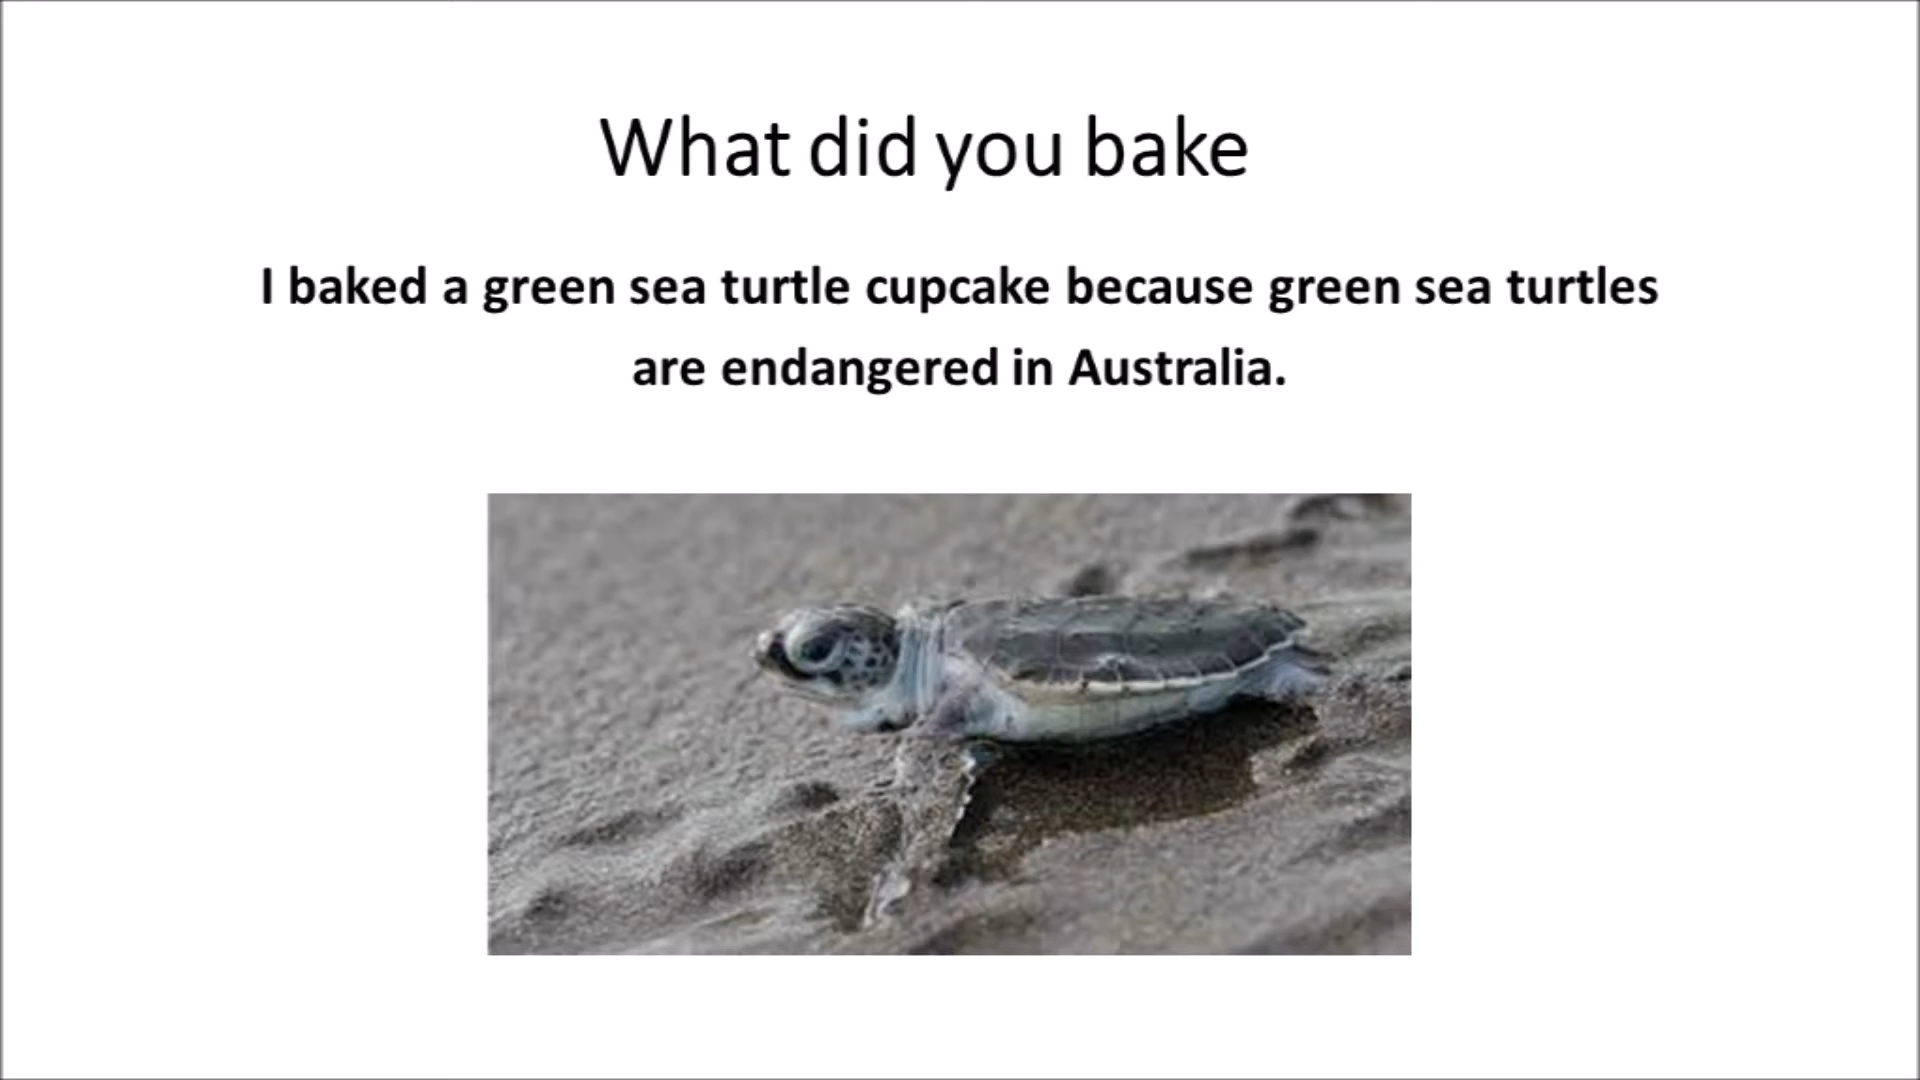 What did you bake
I baked a green sea turtle cupcake because green sea turtles
are endangered in Australia.